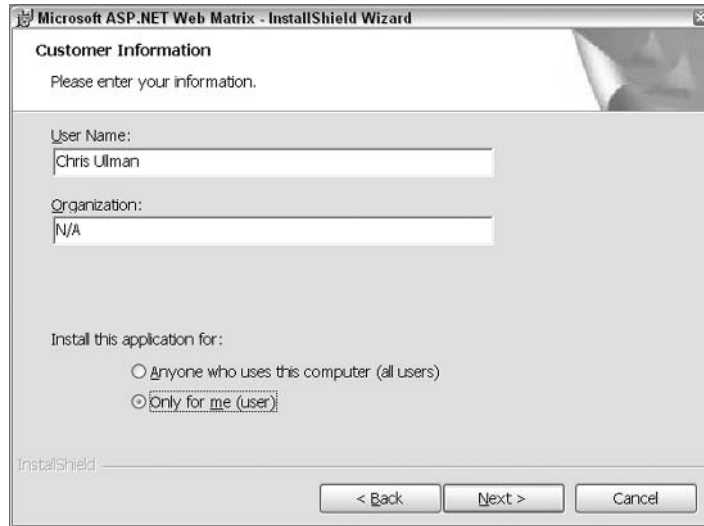 Microsoft ASP.NET Web Matrix - InstallShield Wizard
Customer Information
Please enter your information.
User Name:
Chris Ullman
Organization:
N/A
Install this application for:
Anyone who uses this computer (all users)
Only for me (user)
InstallShield
< Back
Next >
Cancel